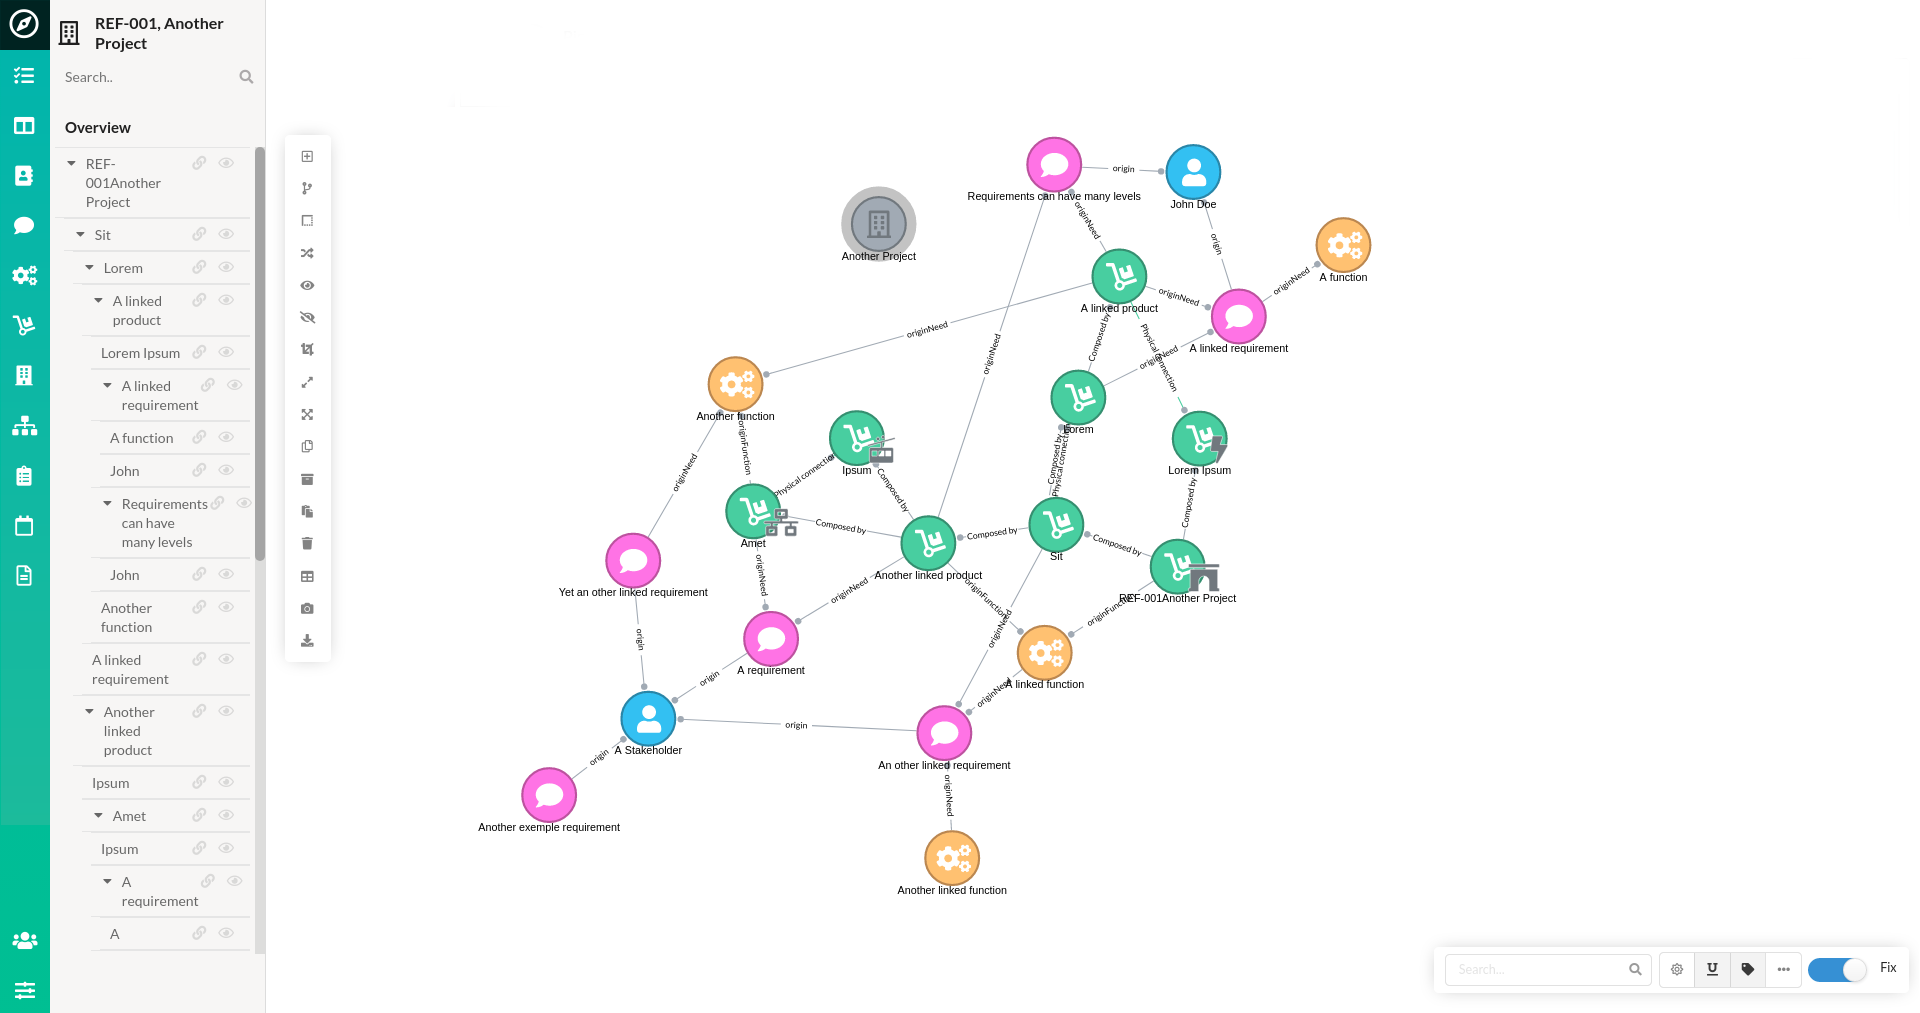 REF-001, Another
Project
Search..
Overview
REF-
001Another
Project
Sit
Lorem
A linked
product
Lorem Ipsum
A linked
requirement
A function
John
Requirements
can have
many levels
John
Another
function
A linked
requirement
Another
linked
product
Ipsum
Amet
Ipsum
A
requirement
A
origin
Requirements can have many levels
John Doe
originNeed
origin
Another Project
A function
originNeed
A linked product
originNeed
A linked requirement
originNeed
originNeed
Composed by
Physical connection
originNeed
Another function
Lorem
originFunction
Ipsum
Physical connection
Composed by
Composed by
Physical connection
Lorem Ipsum
originNeed
Composed by
Amet
Composed by
Composed by
Sit
Composed by
originNeed
Another linked product
Yet an other linked requirement
originNeed
originFunction
REF-001Another Project
originFunction
origin
originNeed
A requirement
origin
A linked function
originNeed
origin
A Stakeholder
origin
An other linked requirement
originNeed
Another exemple requirement
Another linked function
Search...
U
Fix